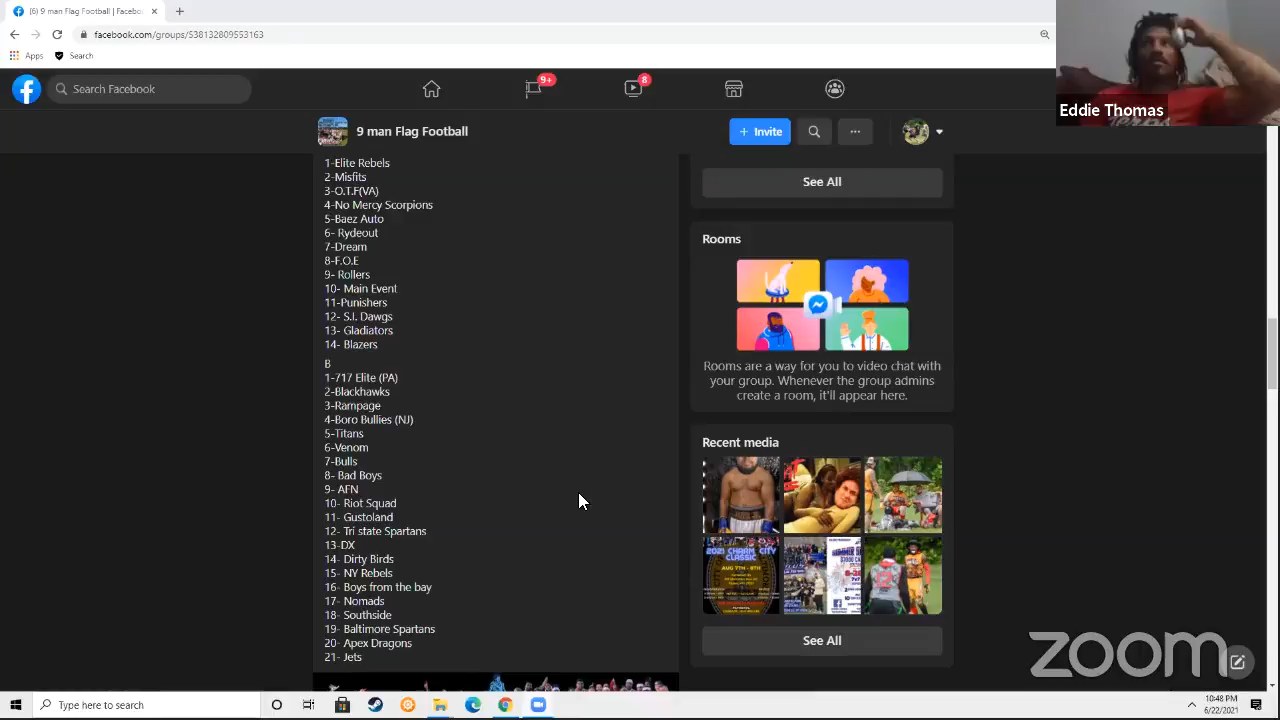 (6) 9 man Flag Football | Facebo
facebook.com/groups/538132809553163
Apps
Search
Search Facebook
9+
8
Eddie Thomas
9 man Flag Football
+ Invite
1-Elite Rebels
2-Misfits
3-O.T.F(VA)
4-No Mercy Scorpions
5-Baez Auto
6- Rydeout
7-Dream
8-F.O.E
9- Rollers
10- Main Event
11-Punishers
12- S.I. Dawgs
13- Gladiators
14- Blazers
B
1-717 Elite (PA)
2-Blackhawks
3-Rampage
4-Boro Bullies (NJ)
5-Titans
6-Venom
7-Bulls
8- Bad Boys
9- AFN
10- Riot Squad
11- Gustoland
12- Tri state Spartans
13-DX
14- Dirty Birds
15- NY Rebels
16- Boys from the bay
17- Nomads
18- Southside
19- Baltimore Spartans
20- Apex Dragons
21- Jets
See All
Rooms
Rooms are a way for you to video chat with
your group. Whenever the group admins
create a room, it'll appear here.
Recent media
2021 CHARM CITY
CLASSIC
AUG 7TH - 8TH
See All
zoom
Type here to search
10:48 PM
6/22/2021